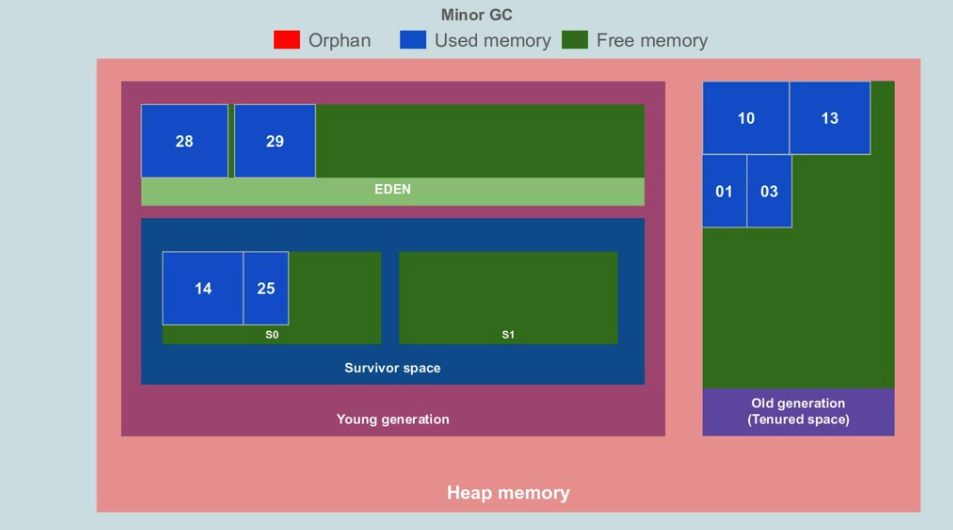 Minor GC
Orphan Used memory Free memory
28 29
EDEN
14 25
S0 S1
Survivor space
Young generation
10 13
01 03
Old generation
(Tenured space)
Heap memory